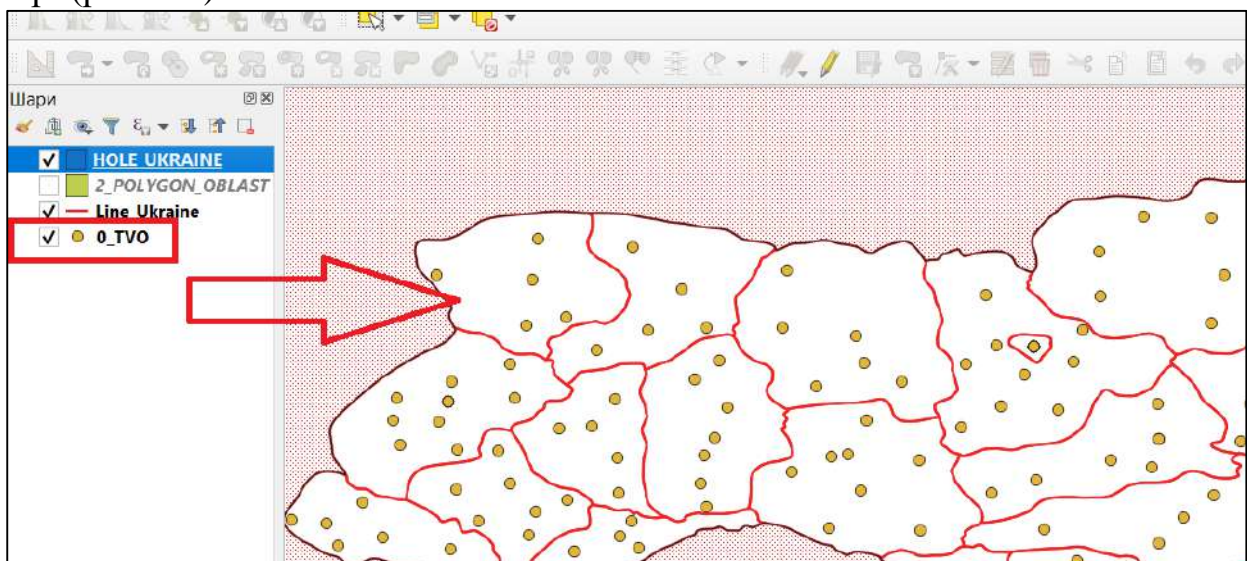 Шари
HOLE UKRAINE
2_POLYGON_OBLAST
Line_Ukraine
0_TVO